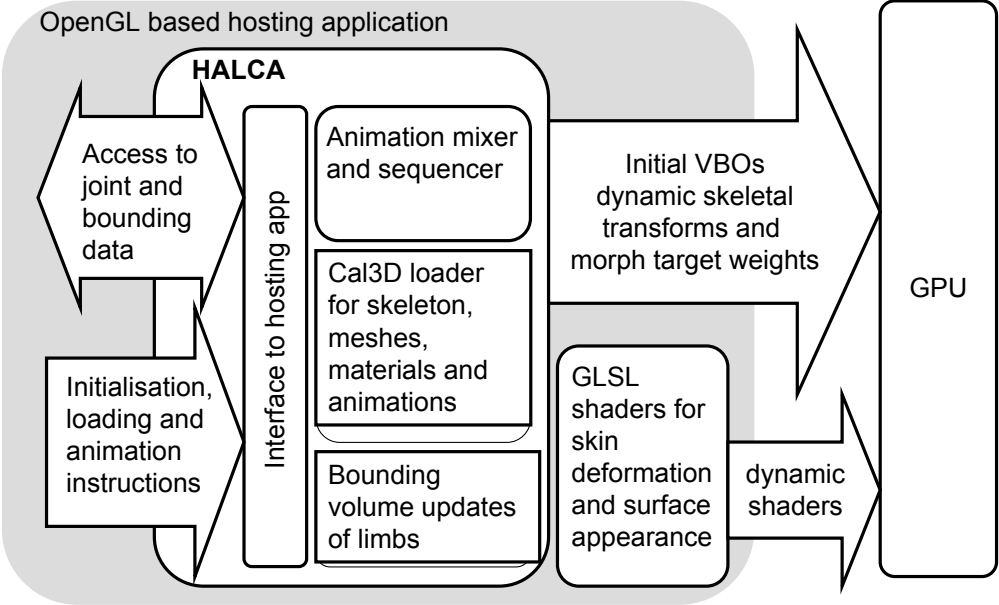 OpenGL based hosting application
HALCA
Access to
joint and
bounding
data
Initialisation,
loading and
animation
instructions
Interface to hosting app
Animation mixer
and sequencer
Cal3D loader
for skeleton,
meshes,
materials and
animations
Bounding
volume updates
of limbs
Initial VBOs
dynamic skeletal
transforms and
morph target weights
GLSL
shaders for
skin
deformation
and surface
appearance
dynamic
shaders
GPU